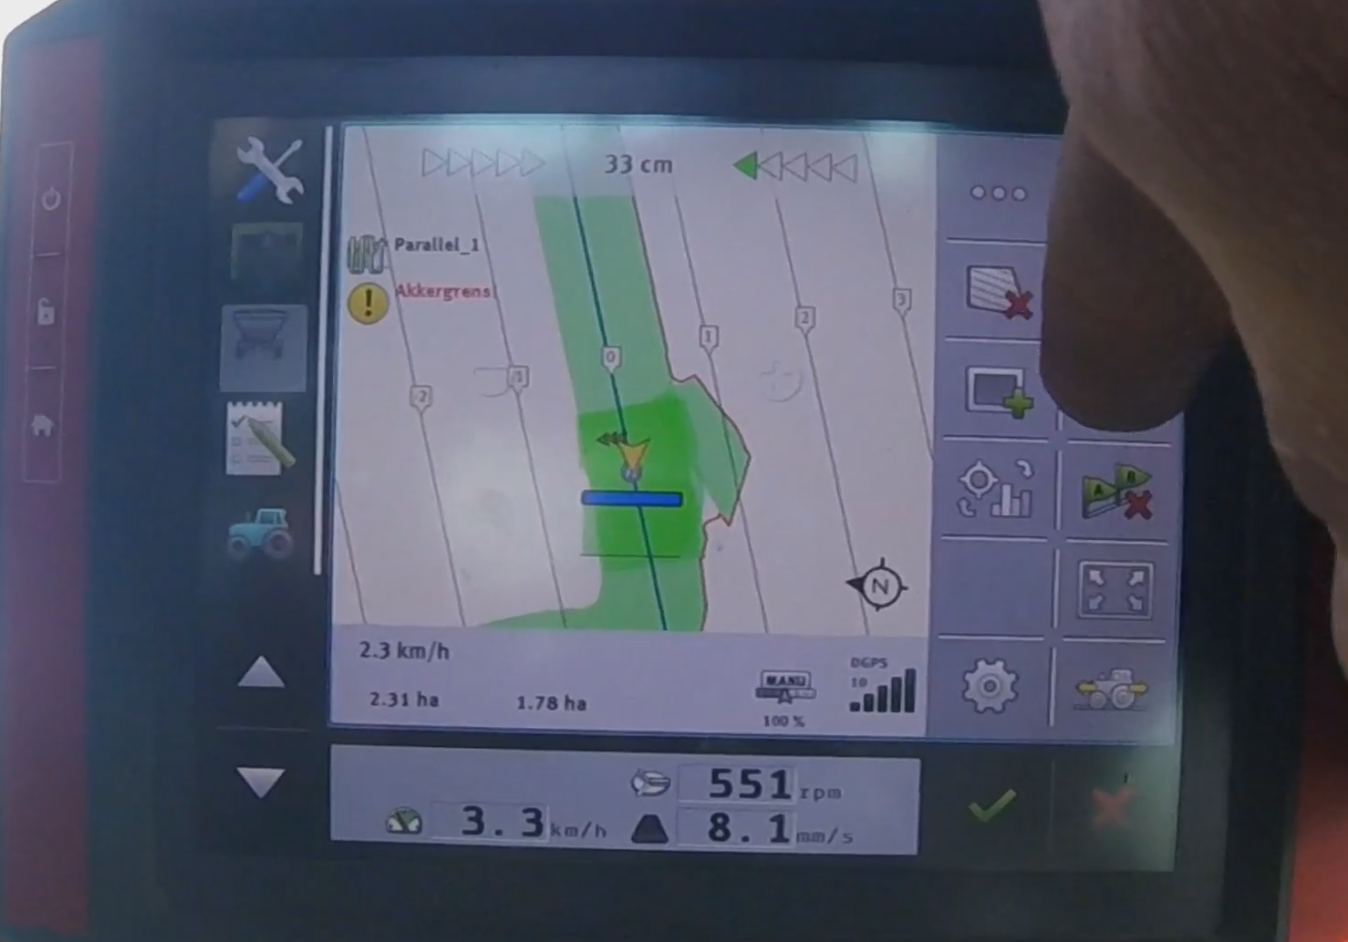 33 cm
Parallel_1
Akkergrens
3
2
1
0
-1
-2
N
A B
2.3 km/h
2.31 ha
1.78 ha
MANU
100 %
DGPS
10
551 rpm
3.3 km/h
8.1 mm/s